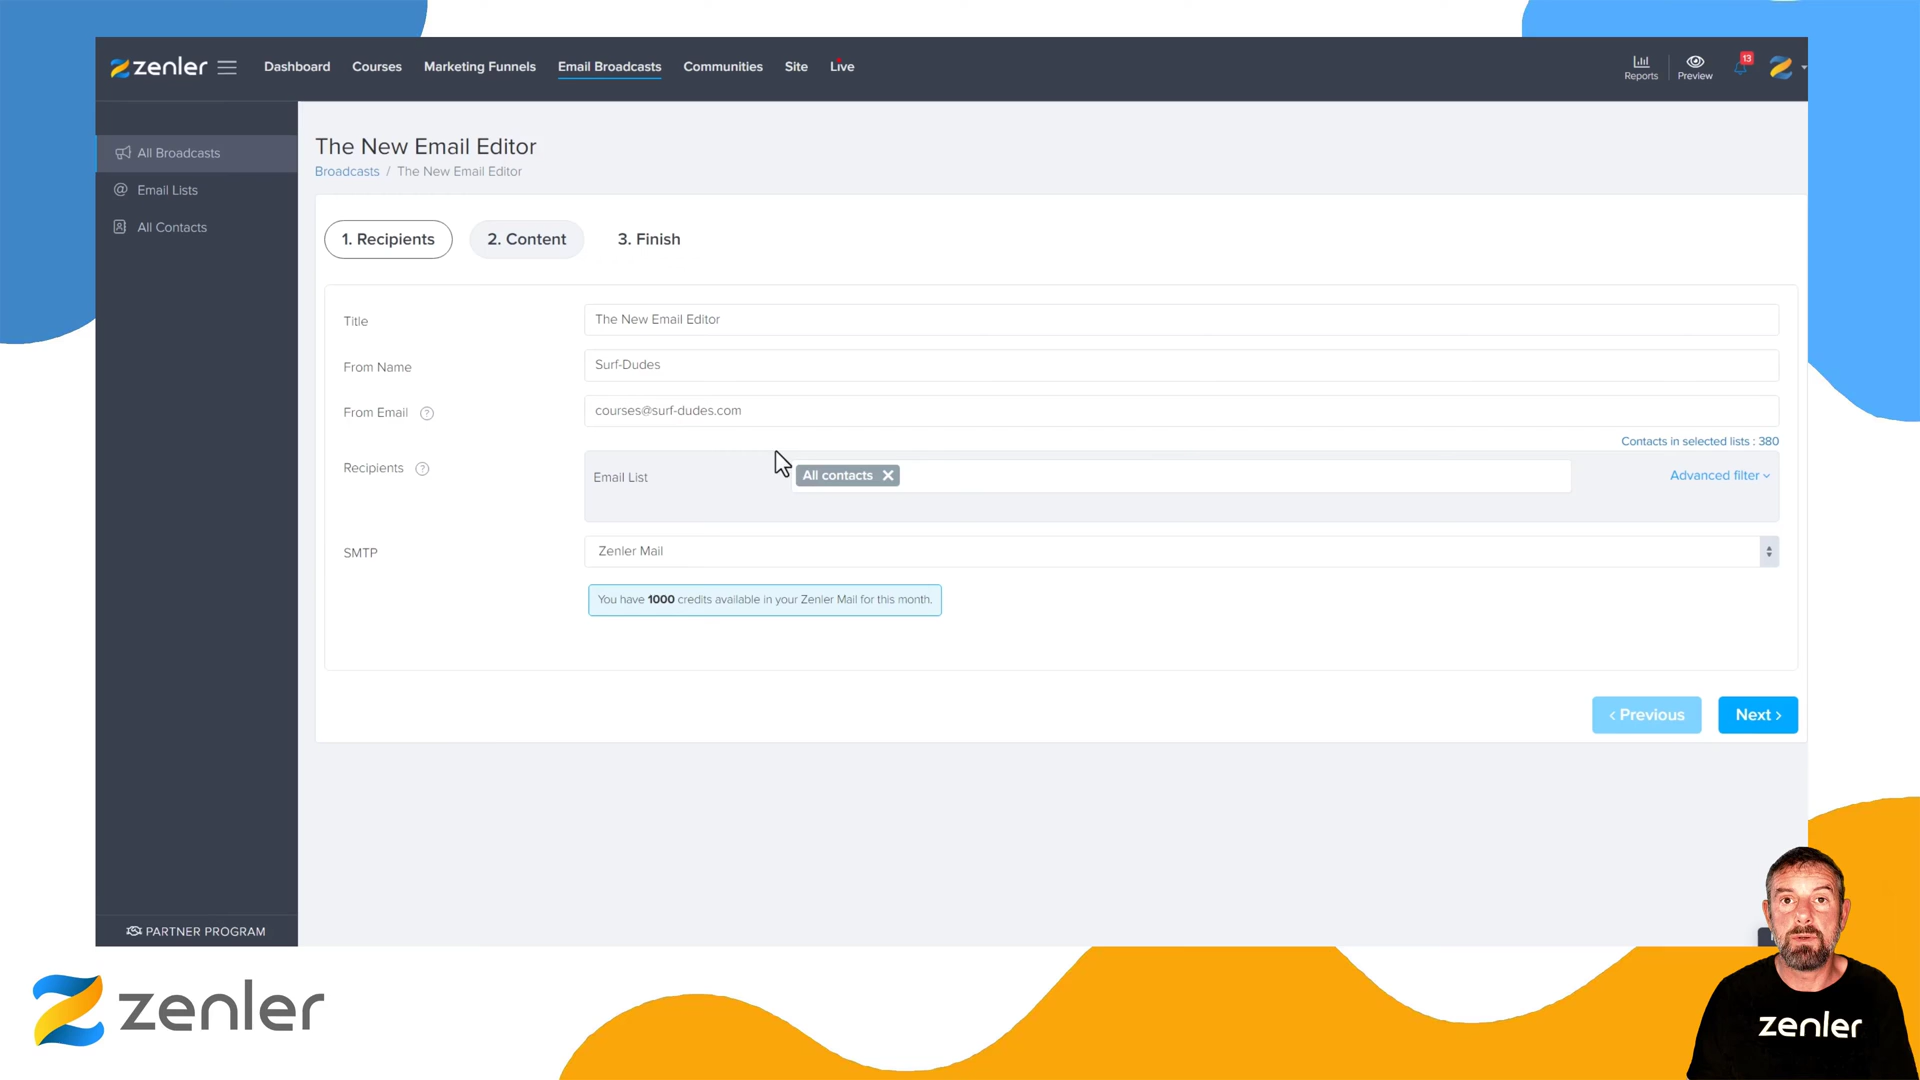 zenler
Dashboard
Courses
Marketing Funnels
Email Broadcasts
Communities
Site
Live
Reports
Preview
13
All Broadcasts
Email Lists
All Contacts
PARTNER PROGRAM
The New Email Editor
Broadcasts / The New Email Editor
1. Recipients
2. Content
3. Finish
Title
The New Email Editor
From Name
Surf-Dudes
From Email ?
courses@surf-dudes.com
Contacts in selected lists : 380
Recipients ?
Email List
All contacts
Advanced filter
SMTP
Zenler Mail
You have 1000 credits available in your Zenler Mail for this month.
‹ Previous
Next ›
zenler
zenler